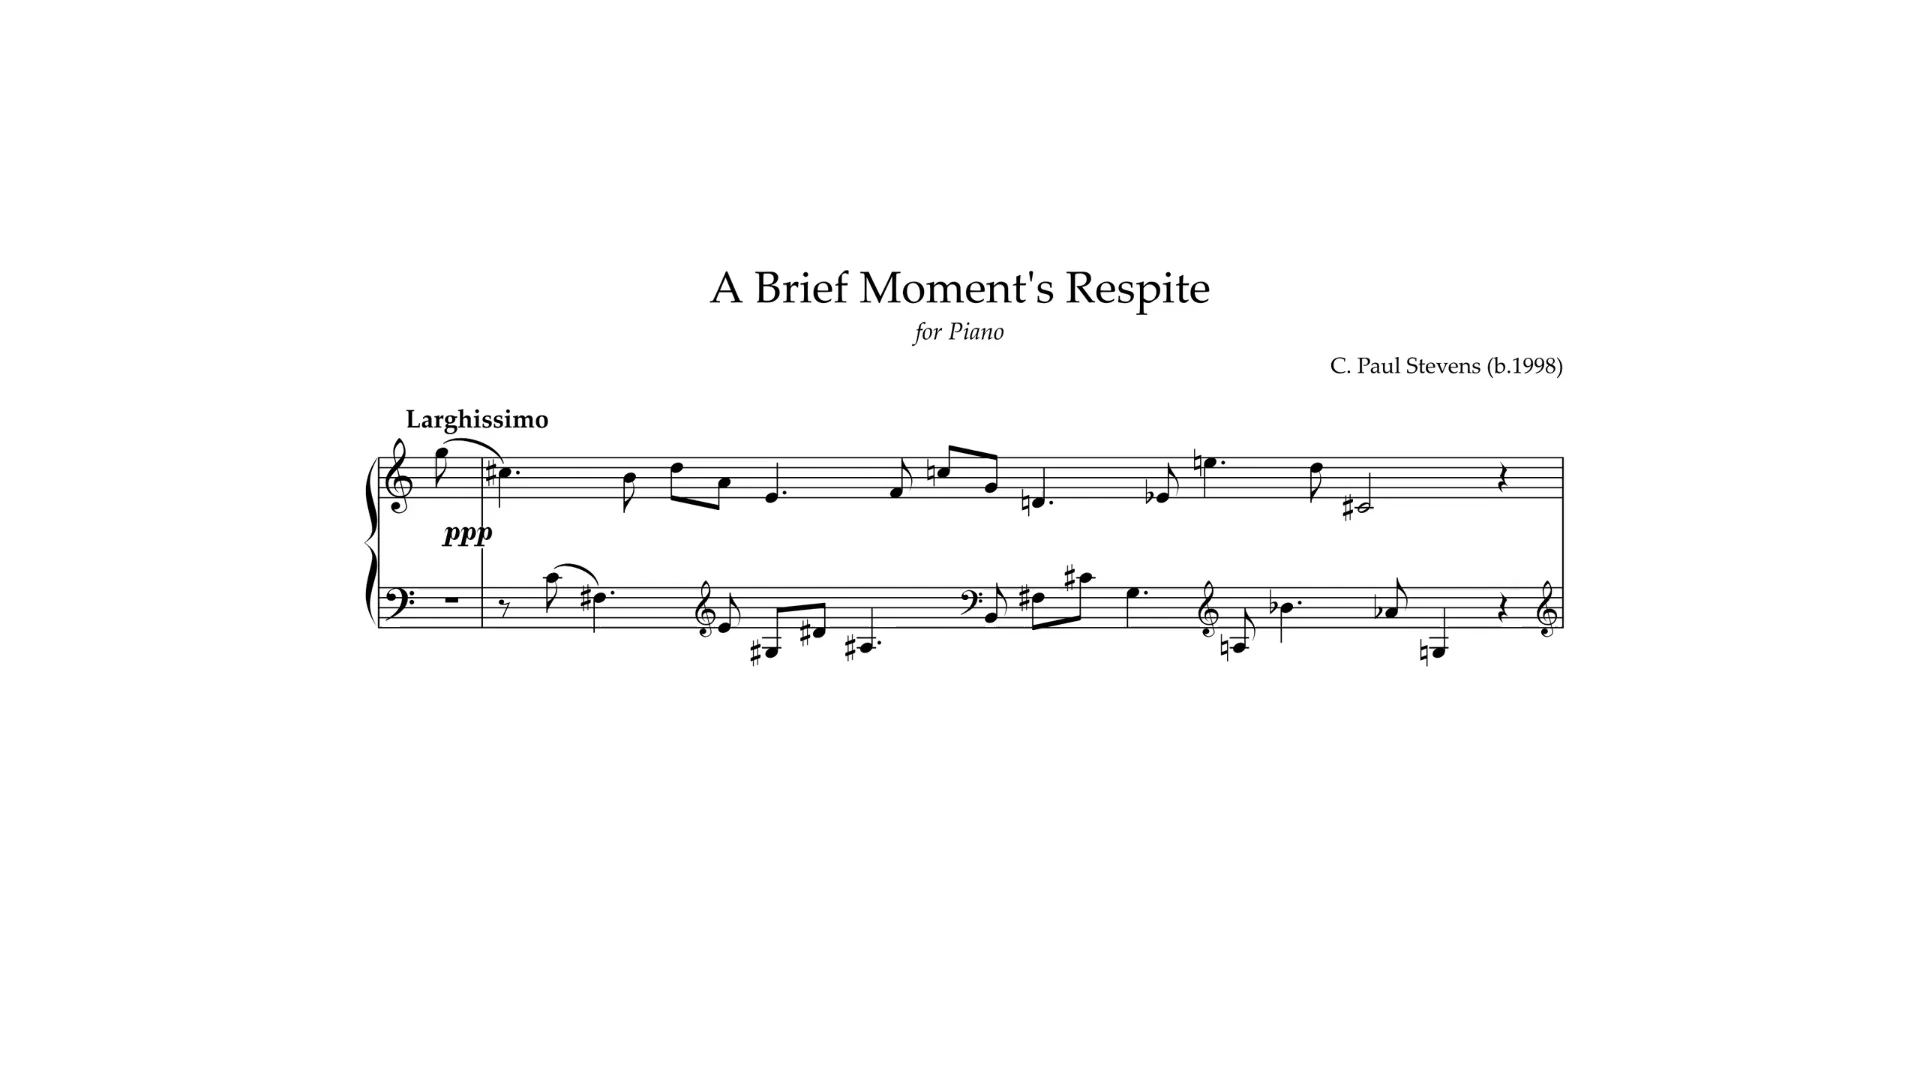 A Brief Moment's Respite
for Piano
C. Paul Stevens (b.1998)
Larghissimo
ppp